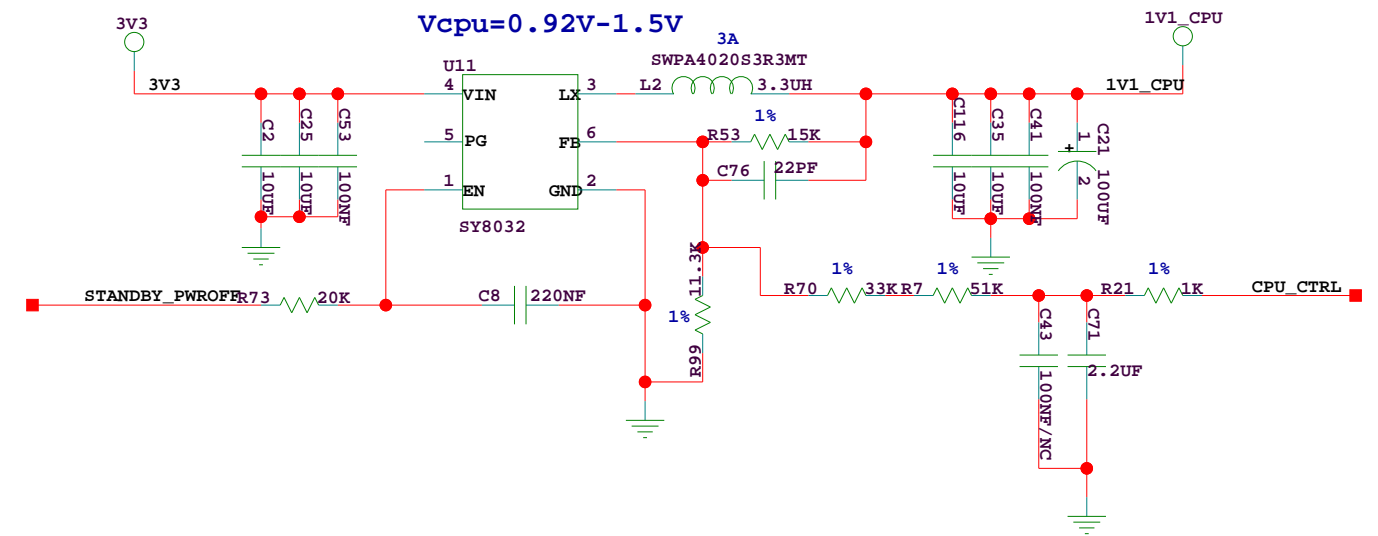 Vcpu=0.92V-1.5V
3V3
1V1_CPU
3A
SWPA4020S3R3MT
U11
3V3
4
VIN
LX
3
L2
3.3UH
1V1_CPU
C2
C25
C53
10UF
10UF
100NF
5
PG
FB
6
1%
R53
15K
C76
22PF
1
EN
GND
2
SY8032
C116
C35
C41
C21
10UF
10UF
100NF
100UF
1
+
2
STANDBY_PWROFF
R73
20K
C8
220NF
11.3K
1%
R99
1%
R70
33K
1%
R7
51K
1%
R21
1K
CPU_CTRL
C43
C71
100NF/NC
2.2UF